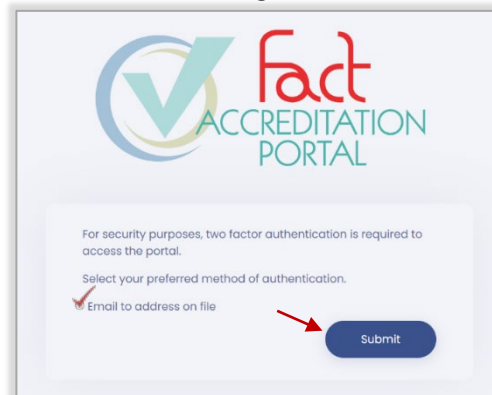 fact
ACCREDITATION
PORTAL
For security purposes, two factor authentication is required to
access the portal.
Select your preferred method of authentication.
Email to address on file
Submit